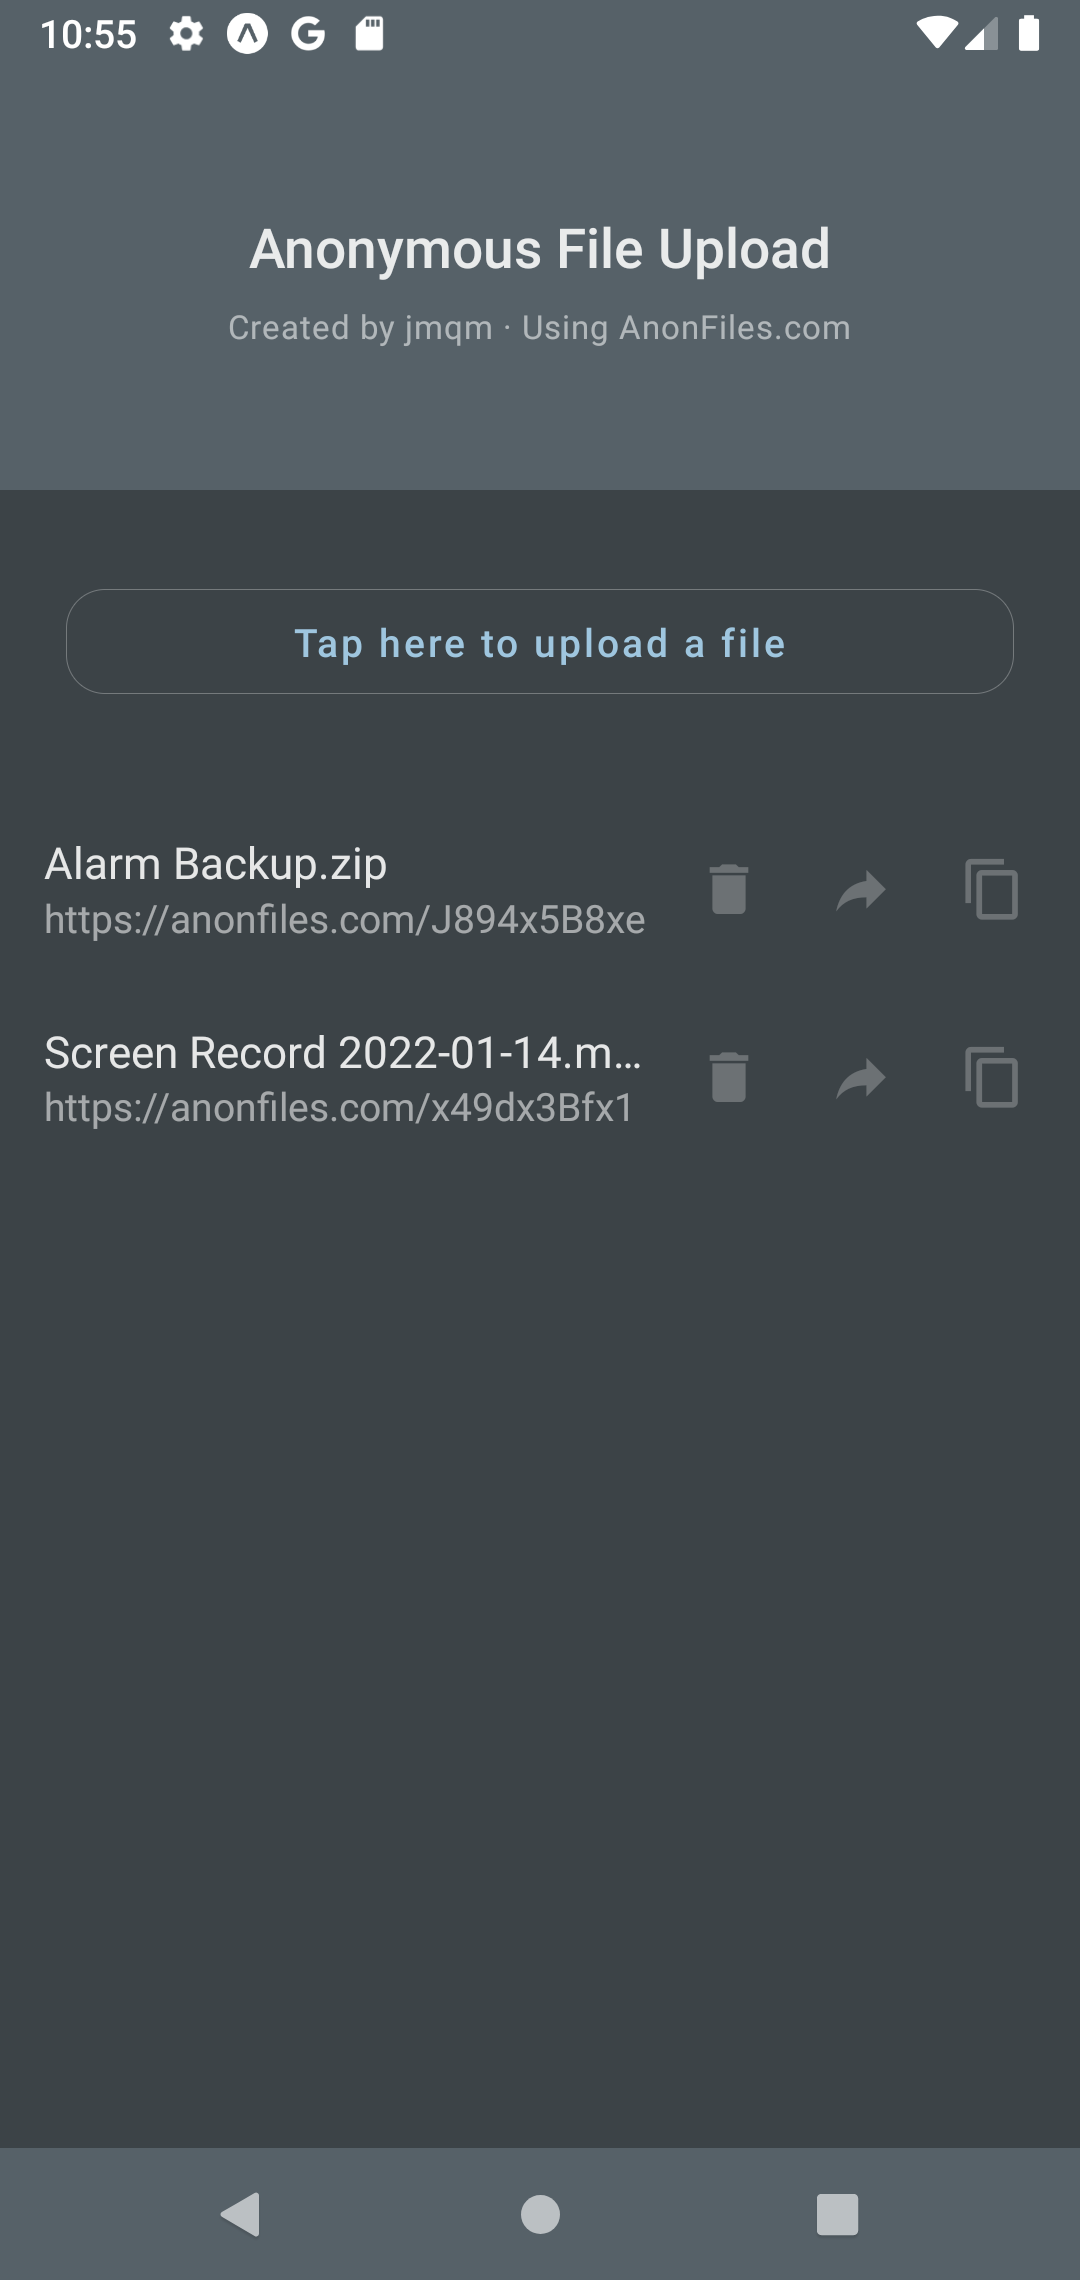 10:55
Anonymous File Upload
Created by jmqm · Using AnonFiles.com
Tap here to upload a file
Alarm Backup.zip
https://anonfiles.com/J894x5B8xe
Screen Record 2022-01-14.m...
https://anonfiles.com/x49dx3Bfx1